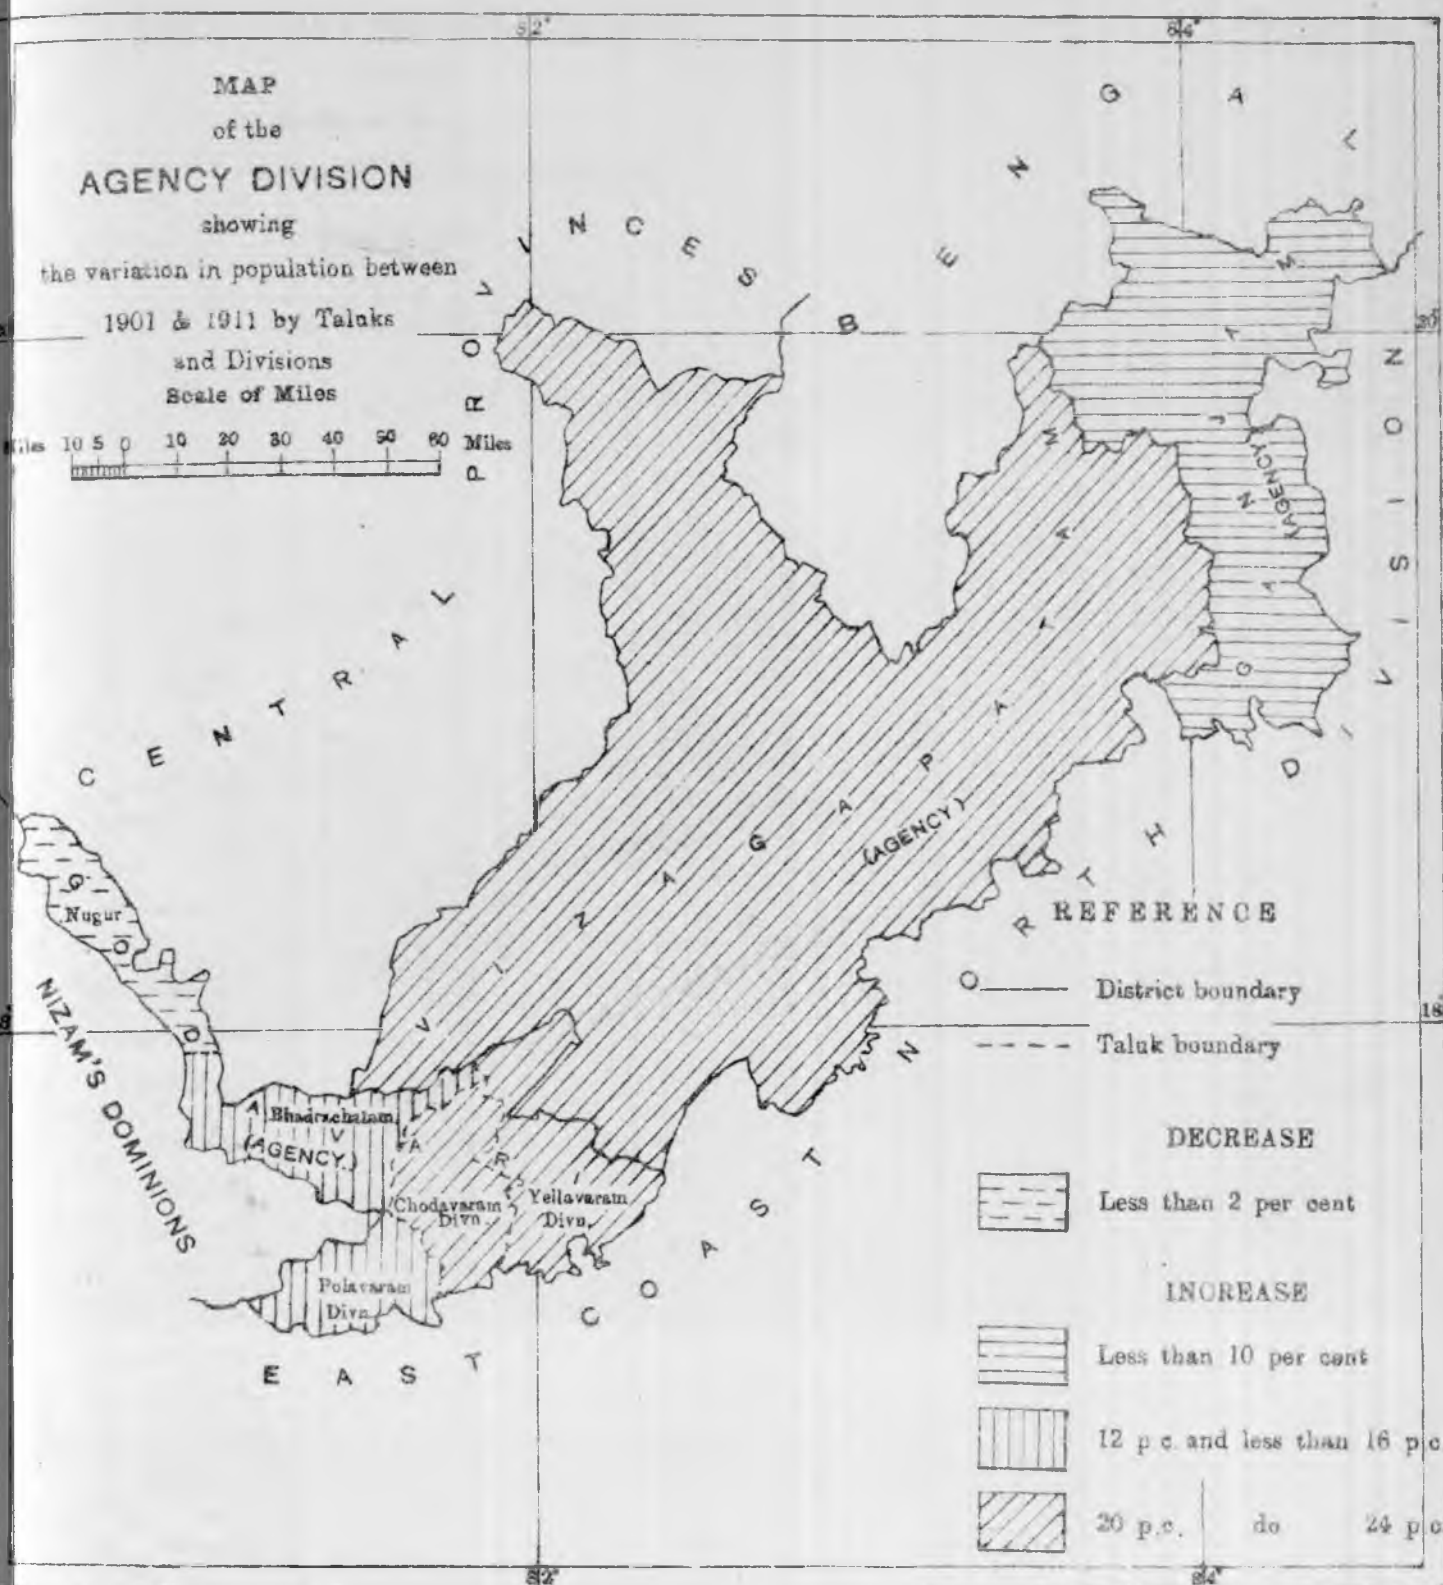 82°
84°
MAP
of the
AGENCY DIVISION
showing
the variation in population between
1901 & 1911 by Taluks
and Divisions
Scale of Miles
Miles 10 5 0 10 20 30 40 50 60 Miles
CENTRAL PROVINCES
BENGAL
GANJAM
(AGENCY)
VIZAGAPATAM
(AGENCY)
GODAVARI
(AGENCY)
Nugur
Bhadrachalam
Chodavaram
Divn.
Yellavaram
Divn.
Polavaram
Divn.
NIZAM'S DOMINIONS
EAST COAST NORTH DIVISION
18°
REFERENCE
District boundary
Taluk boundary
DECREASE
Less than 2 per cent
INCREASE
Less than 10 per cent
12 p c. and less than 16 p c
20 p.c. do 24 p c
82°
84°